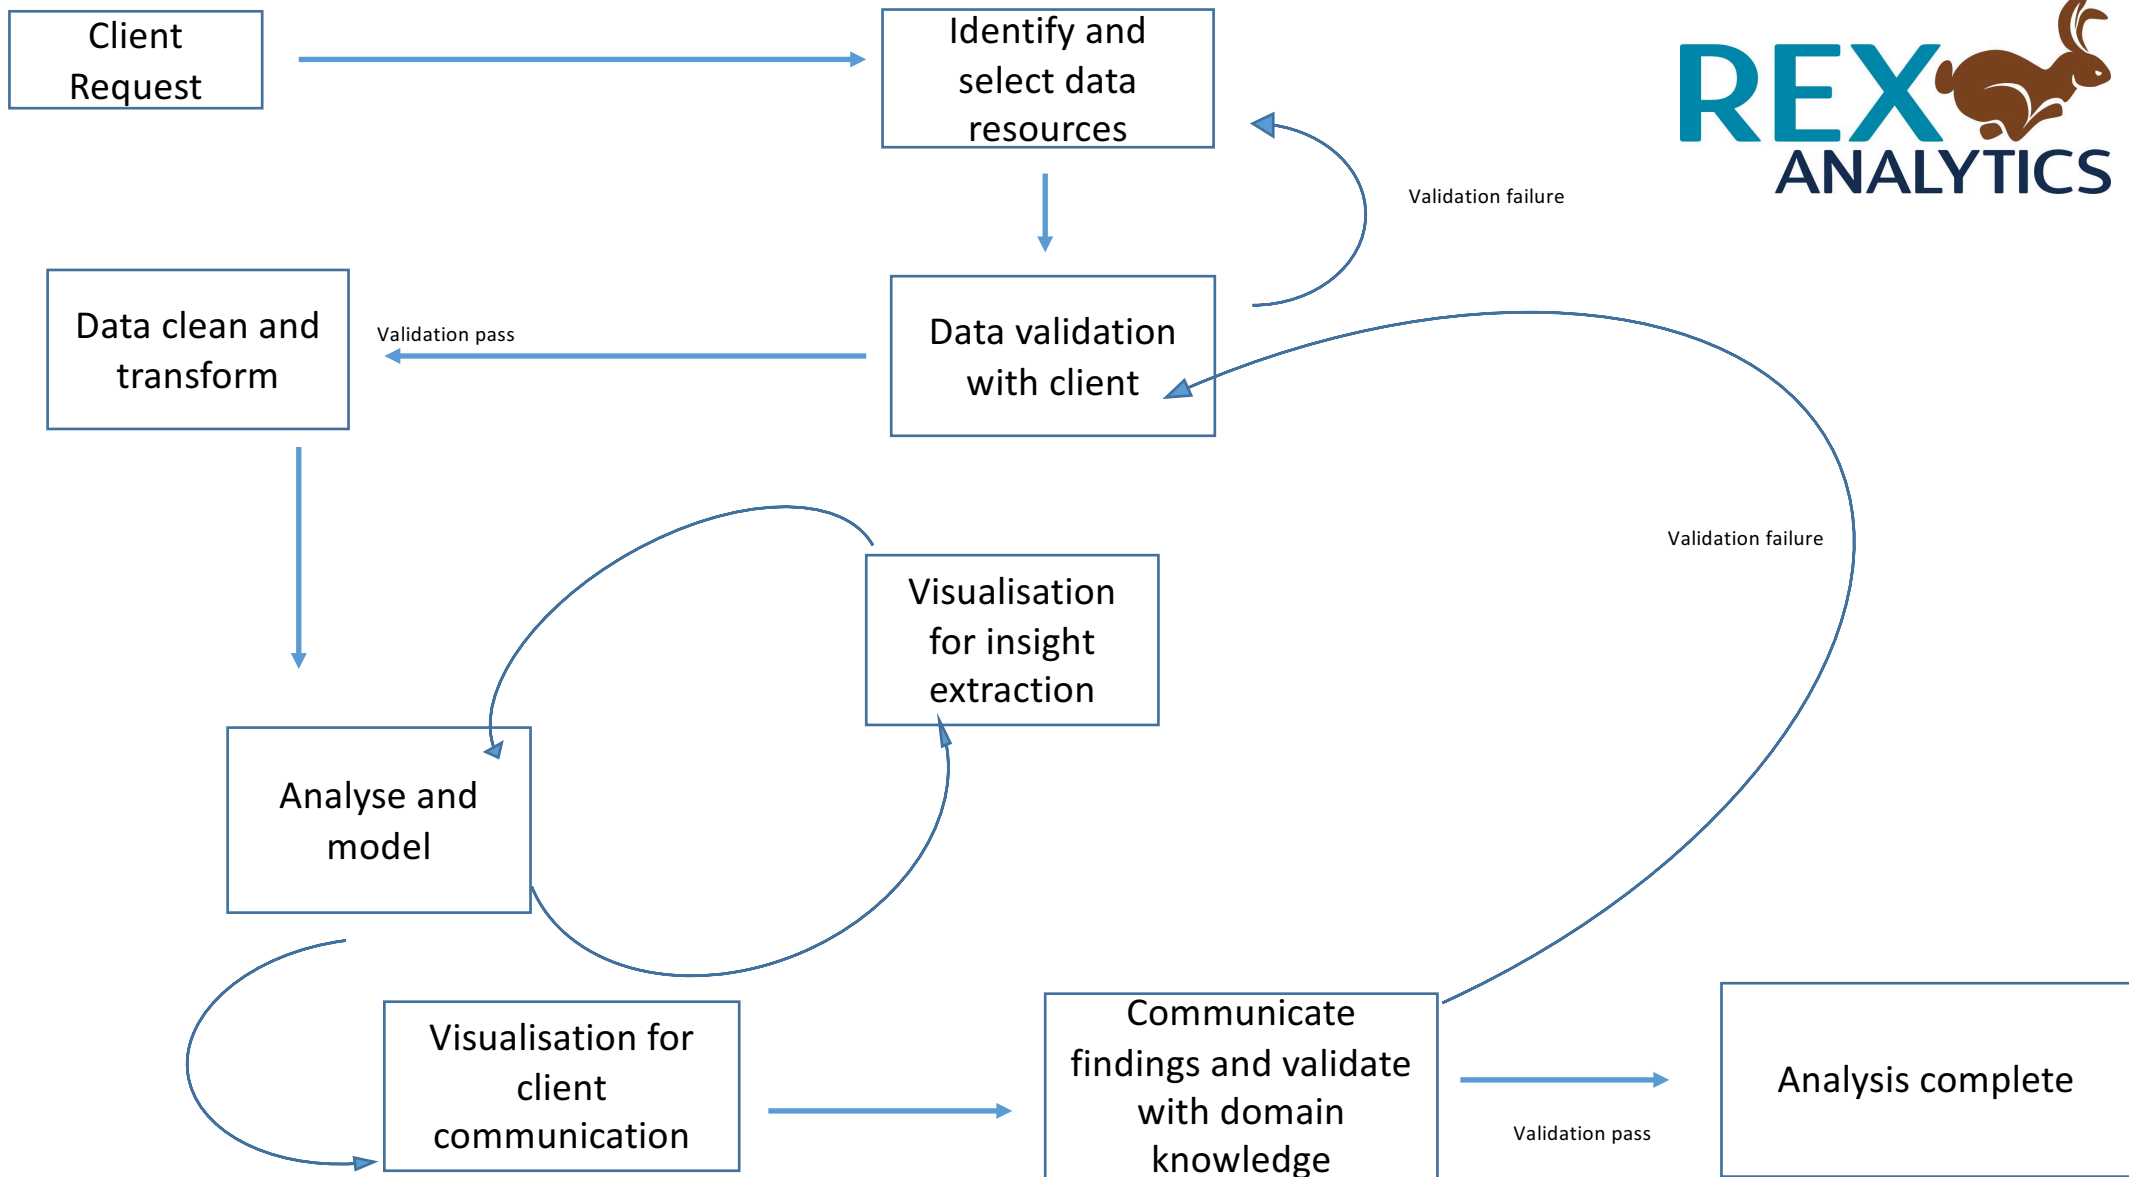 Client
Request
Identify and
select data
resources
REX
ANALYTICS
Validation failure
Data clean and
transform
Validation pass
Data validation
with client
Validation failure
Visualisation
for insight
extraction
Analyse and
model
Visualisation for
client
communication
Communicate
findings and validate
with domain
knowledge
Validation pass
Analysis complete